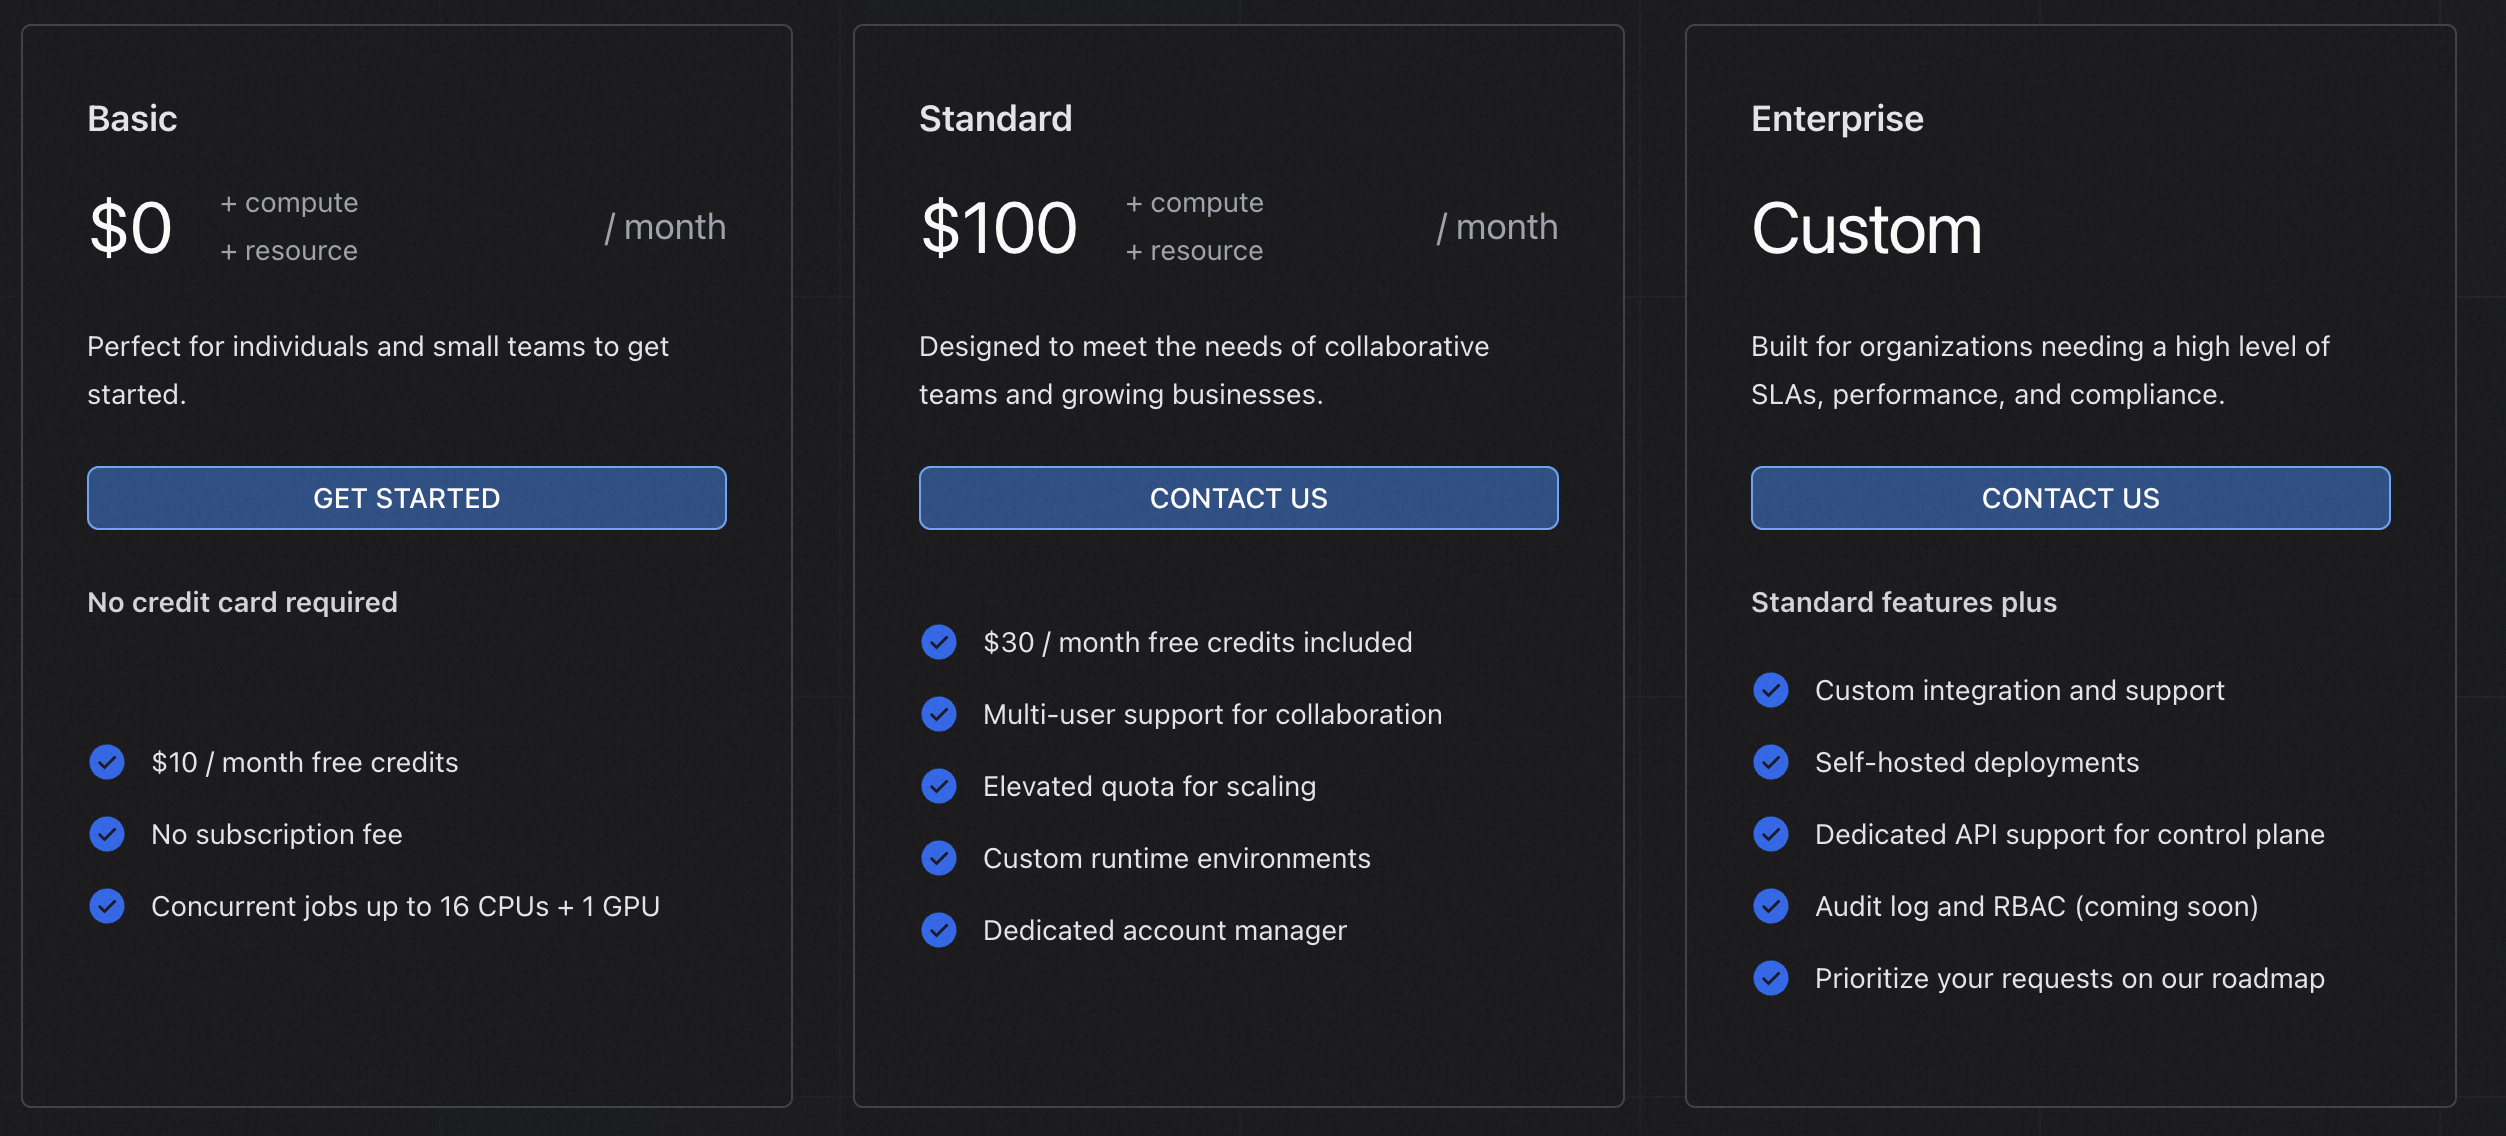 Basic
$0
+ compute
+ resource
/ month
Perfect for individuals and small teams to get
started.
GET STARTED
No credit card required
$10 / month free credits
No subscription fee
Concurrent jobs up to 16 CPUs + 1 GPU
Standard
$100
+ compute
+ resource
/ month
Designed to meet the needs of collaborative
teams and growing businesses.
CONTACT US
$30 / month free credits included
Multi-user support for collaboration
Elevated quota for scaling
Custom runtime environments
Dedicated account manager
Enterprise
Custom
Built for organizations needing a high level of
SLAs, performance, and compliance.
CONTACT US
Standard features plus
Custom integration and support
Self-hosted deployments
Dedicated API support for control plane
Audit log and RBAC (coming soon)
Prioritize your requests on our roadmap